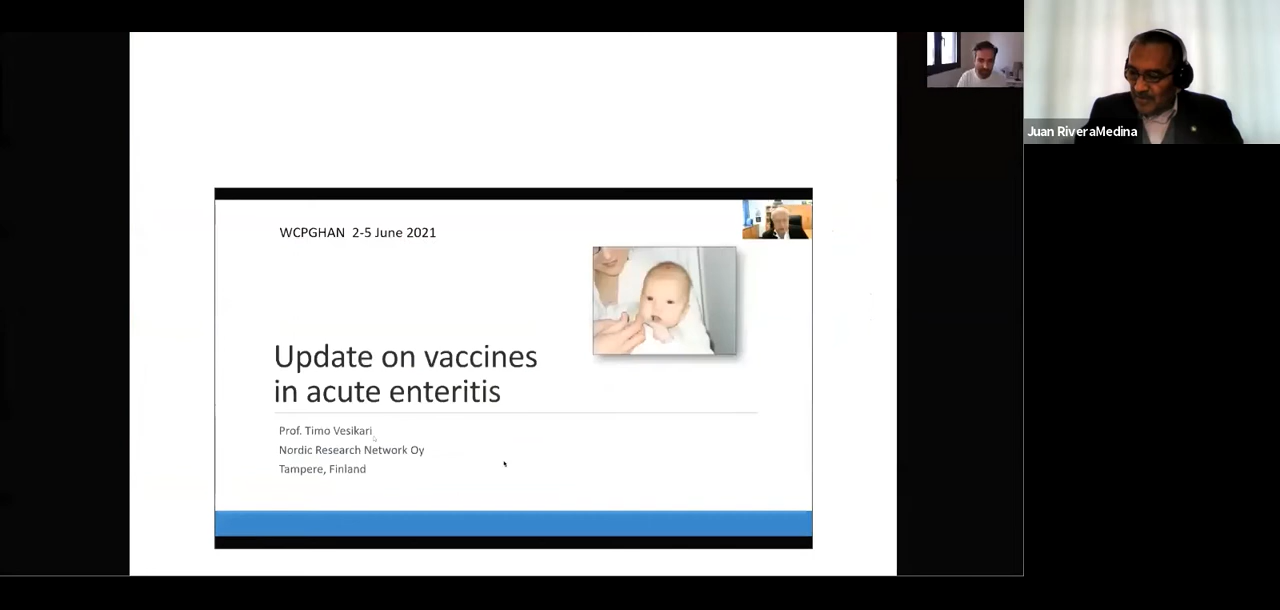 WCPGHAN 2-5 June 2021
Update on vaccines
in acute enteritis
Prof. Timo Vesikari
Nordic Research Network Oy
Tampere, Finland
Juan RiveraMedina